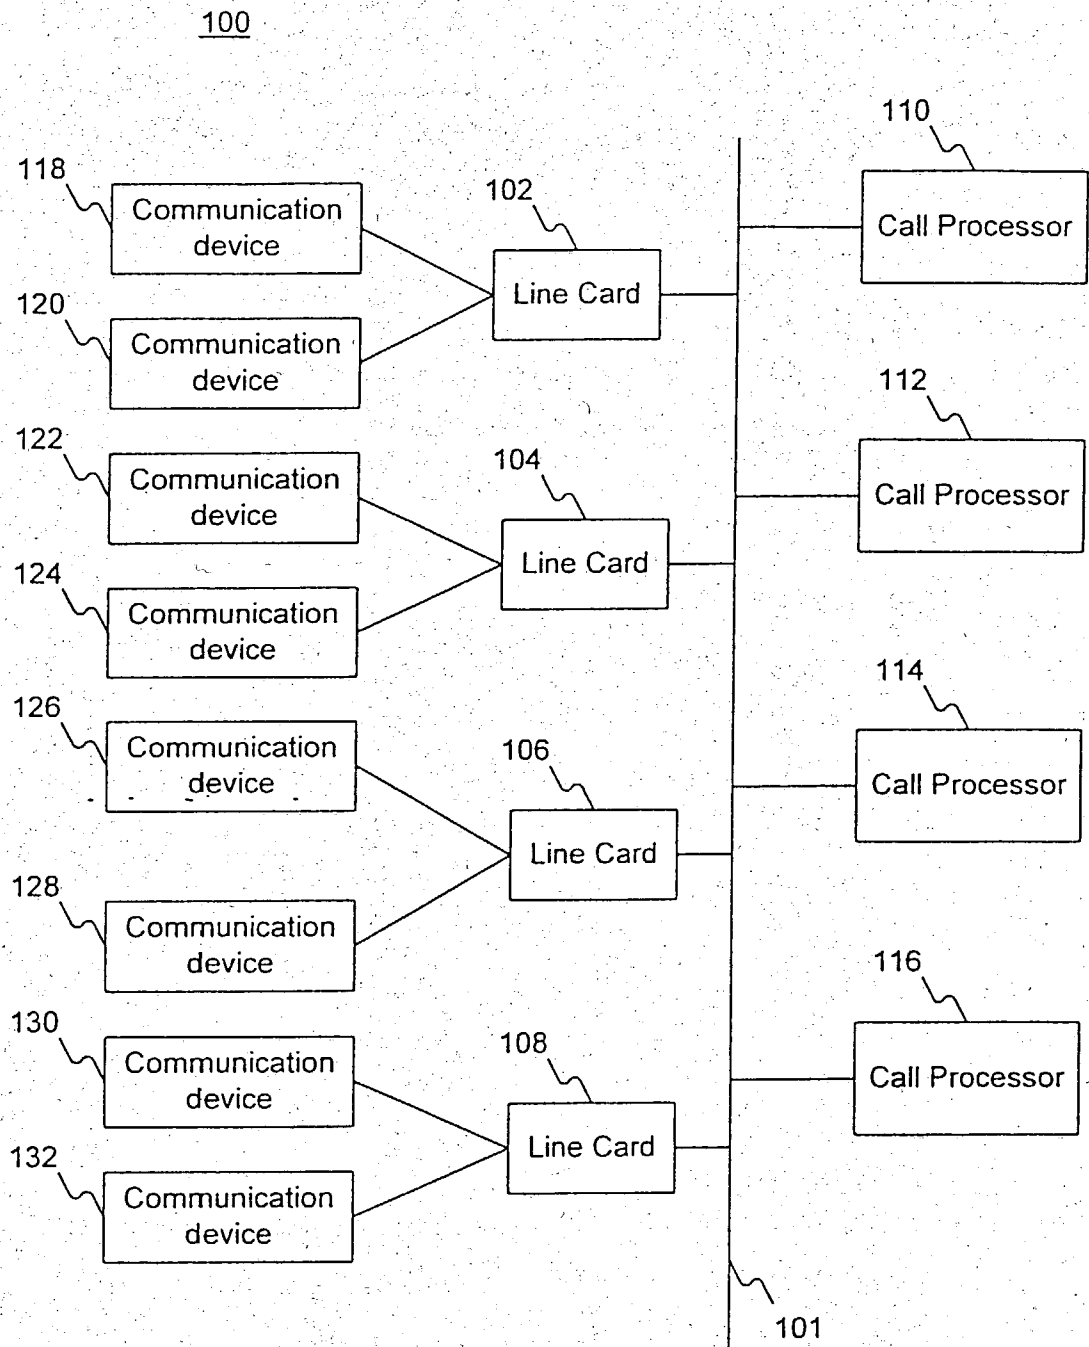 100
110
118
Communication
device
102
Line Card
Call Processor
120
Communication
device
112
Call Processor
122
Communication
device
104
Line Card
124
Communication
device
114
Call Processor
126
Communication
device
106
Line Card
128
Communication
device
116
Call Processor
130
Communication
device
108
Line Card
132
Communication
device
101